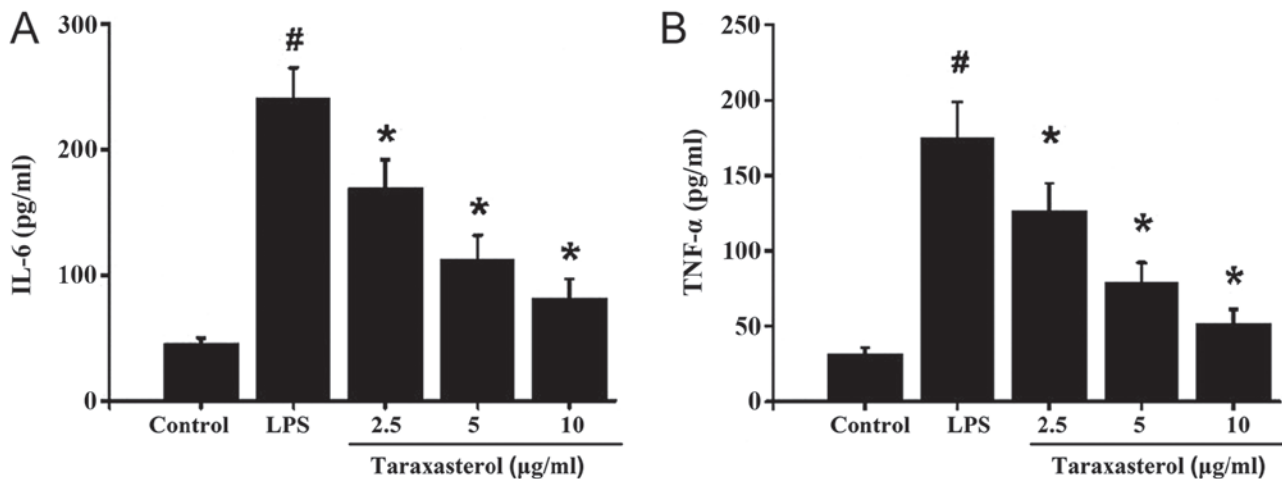 A
IL-6 (pg/ml)
300
200
100
0
#
*
*
*
Control LPS 2.5 5 10
Taraxasterol (μg/ml)
B
TNF-α (pg/ml)
250
200
150
100
50
0
#
*
*
*
Control LPS 2.5 5 10
Taraxasterol (μg/ml)